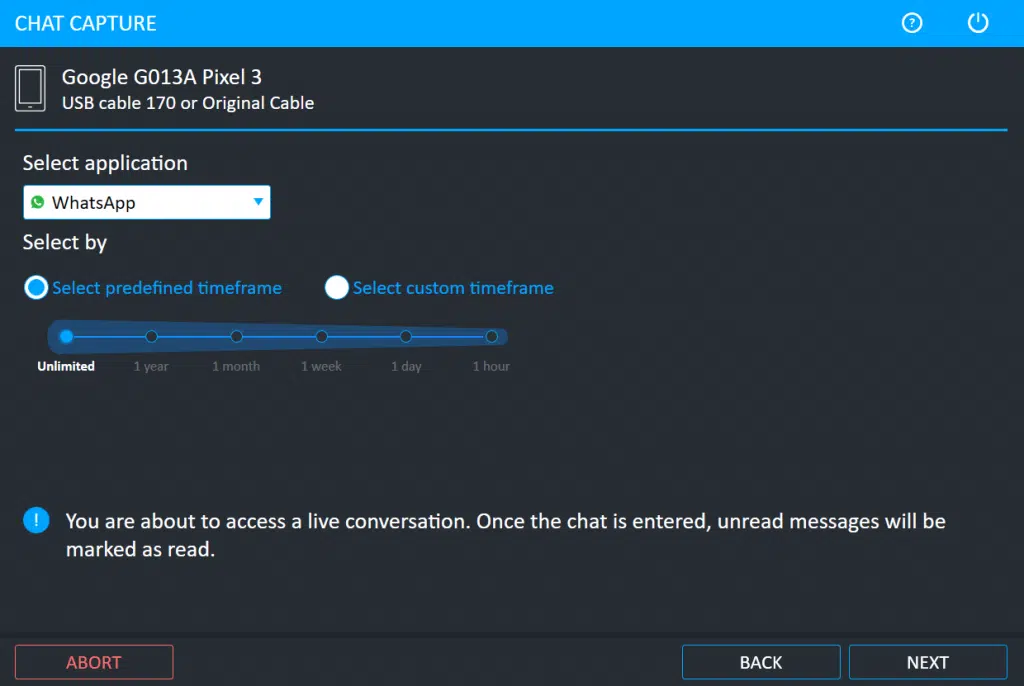 CHAT CAPTURE
?
Google G013A Pixel 3
USB cable 170 or Original Cable
Select application
WhatsApp
Select by
Select predefined timeframe Select custom timeframe
Unlimited 1 year 1 month 1 week 1 day 1 hour
! You are about to access a live conversation. Once the chat is entered, unread messages will be
marked as read.
ABORT BACK NEXT